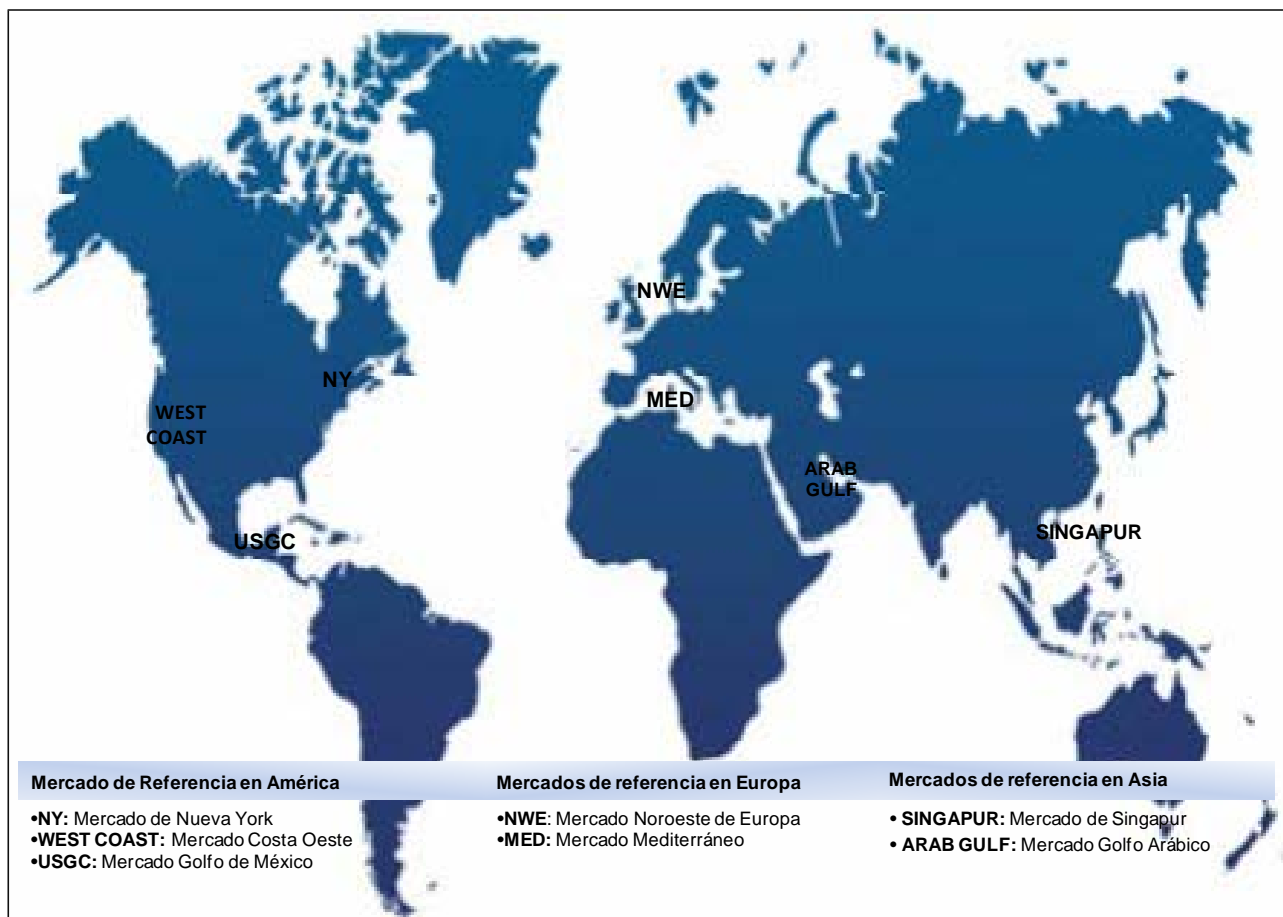 NWE
NY
MED
WEST
COAST
ARAB
GULF
USGC
SINGAPUR
Mercado de Referencia en América
•NY: Mercado de Nueva York
•WEST COAST: Mercado Costa Oeste
•USGC: Mercado Golfo de México
Mercados de referencia en Europa
•NWE: Mercado Noroeste de Europa
•MED: Mercado Mediterráneo
Mercados de referencia en Asia
• SINGAPUR: Mercado de Singapur
• ARAB GULF: Mercado Golfo Arábico